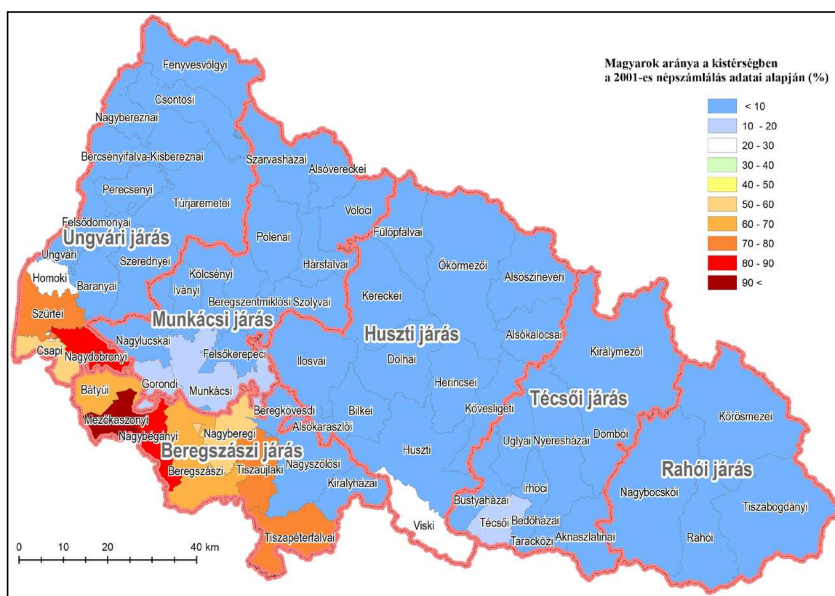 Magyarok aránya a kistérségben
a 2001-es népszámlálás adatai alapján (%)
< 10
10 - 20
20 - 30
30 - 40
40 - 50
50 - 60
60 - 70
70 - 80
80 - 90
90 <
Fenyvesvölgyi
Csontosi
Nagybereznai
Bercsényifalva-Kisbereznai
Perecsenyi
Turjaremetei
Felsődomonyai
Ungvári járás
Ungvári
Szerednyei
Homoki
Baranyai
Szürtei
Csapi
Nagydobronyi
Szarvasházai
Alsóvereckei
Volóci
Polenai
Hársfalvai
Kölcsényi
Iványi
Beregszentmiklósi
Szolyvai
Munkácsi járás
Nagylucskai
Felsőkerepeci
Gorondi
Munkácsi
Bátyúi
Mezőkaszonyi
Nagybégányi
Nagyberegi
Beregkövesdi
Beregszászi járás
Beregszászi
Tiszaujlaki
Alsókaraszlói
Nagyszőlősi
Királyházai
Tiszapéterfalvai
Fülöpfalvai
Ökörmezői
Alsószinevéri
Kereckei
Alsókalocsai
Huszti járás
Ilosvai
Dolhai
Herincsei
Bilkei
Kövesligeti
Huszti
Viski
Királymezői
Técsői járás
Uglyai
Nyéresházai
Dombói
Irhóci
Bustyaházai
Técsői
Bedőházai
Taracközi
Aknaszlatinai
Kőrösmezei
Rahói járás
Nagybocskói
Tiszabogdányi
Rahói
0 10 20 40 km